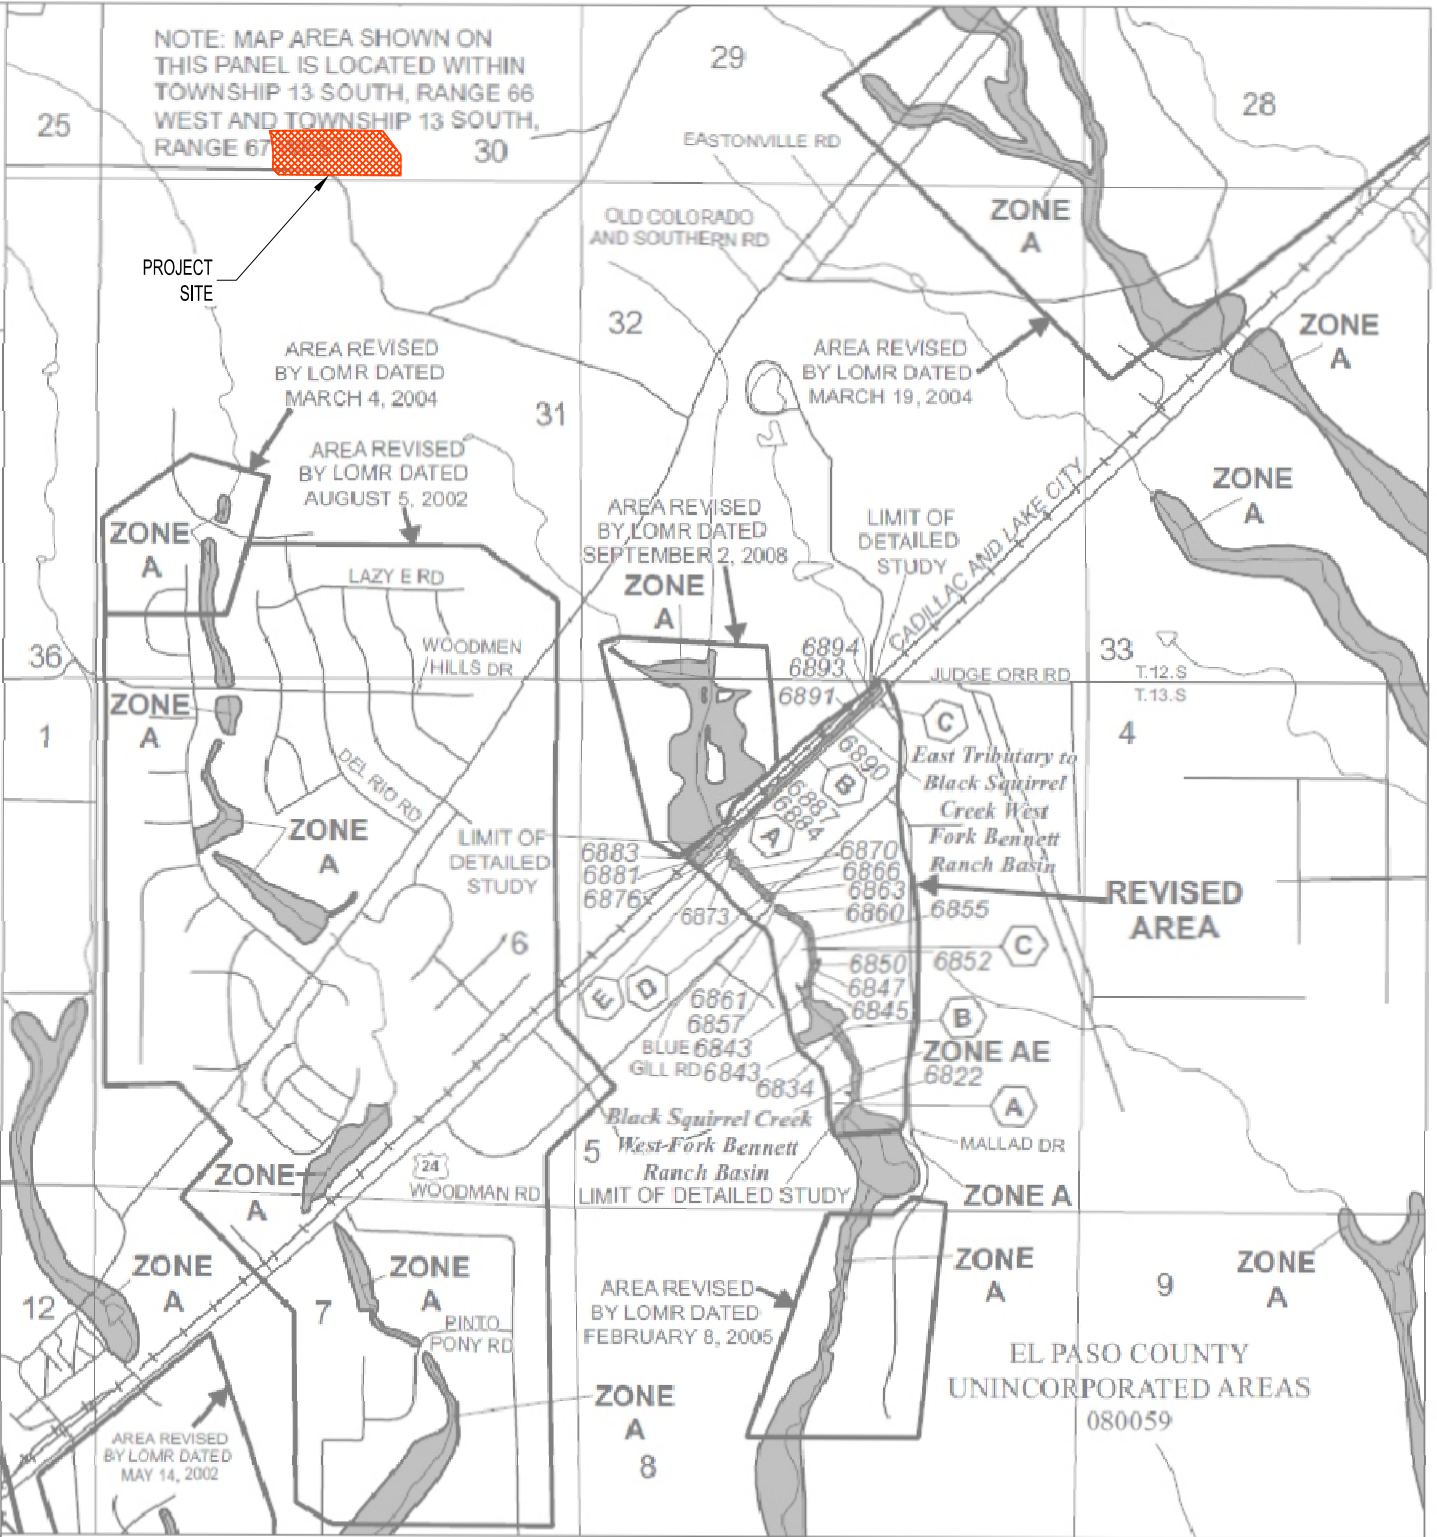 NOTE: MAP AREA SHOWN ON
THIS PANEL IS LOCATED WITHIN
TOWNSHIP 13 SOUTH, RANGE 66
WEST AND TOWNSHIP 13 SOUTH,
RANGE 67
25
30
29
28
EASTONVILLE RD
OLD COLORADO
AND SOUTHERN RD
ZONE
A
PROJECT
SITE
32
ZONE
A
AREA REVISED
BY LOMR DATED
MARCH 4, 2004
AREA REVISED
BY LOMR DATED
MARCH 19, 2004
31
AREA REVISED
BY LOMR DATED
AUGUST 5, 2002
ZONE
A
AREA REVISED
BY LOMR DATED
SEPTEMBER 2, 2008
LIMIT OF
DETAILED
STUDY
CADILLAC AND LAKE CITY
ZONE
A
ZONE
A
LAZY E RD
WOODMEN
HILLS DR
36
6894
6893
6891
33
T.12.S
T.13.S
JUDGE ORR RD
ZONE
A
1
C
4
East Tributary to
Black Squirrel
Creek West
Fork Bennett
Ranch Basin
6890
B
6887
6884
A
DEL RIO RD
ZONE
A
LIMIT OF
DETAILED
STUDY
6883
6881
6876
6873
6870
6866
6863
6860
6855
REVISED
AREA
6
C
6850
6852
6847
6845
E
D
6861
6857
BLUE 6843
GILL RD 6843
6834
B
ZONE AE
6822
A
Black Squirrel Creek
West Fork Bennett
Ranch Basin
5
MALLAD DR
LIMIT OF DETAILED STUDY
ZONE A
24
WOODMAN RD
ZONE
A
ZONE
A
12
ZONE
A
7
PINTO
PONY RD
AREA REVISED
BY LOMR DATED
FEBRUARY 8, 2005
ZONE
A
9
ZONE
A
EL PASO COUNTY
UNINCORPORATED AREAS
080059
ZONE
A
8
AREA REVISED
BY LOMR DATED
MAY 14, 2002